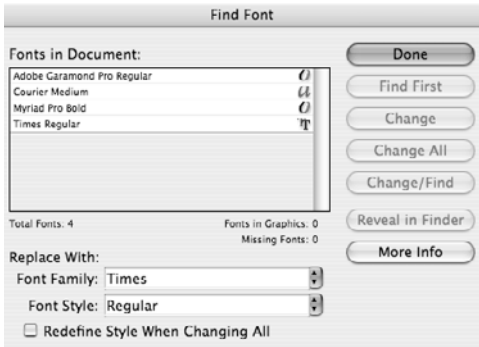 Find Font
Fonts in Document:
Adobe Garamond Pro Regular
Courier Medium
Myriad Pro Bold
Times Regular
Total Fonts: 4
Fonts in Graphics: 0
Missing Fonts: 0
Replace With:
Font Family: Times
Font Style: Regular
Redefine Style When Changing All
Done
Find First
Change
Change All
Change/Find
Reveal in Finder
More Info